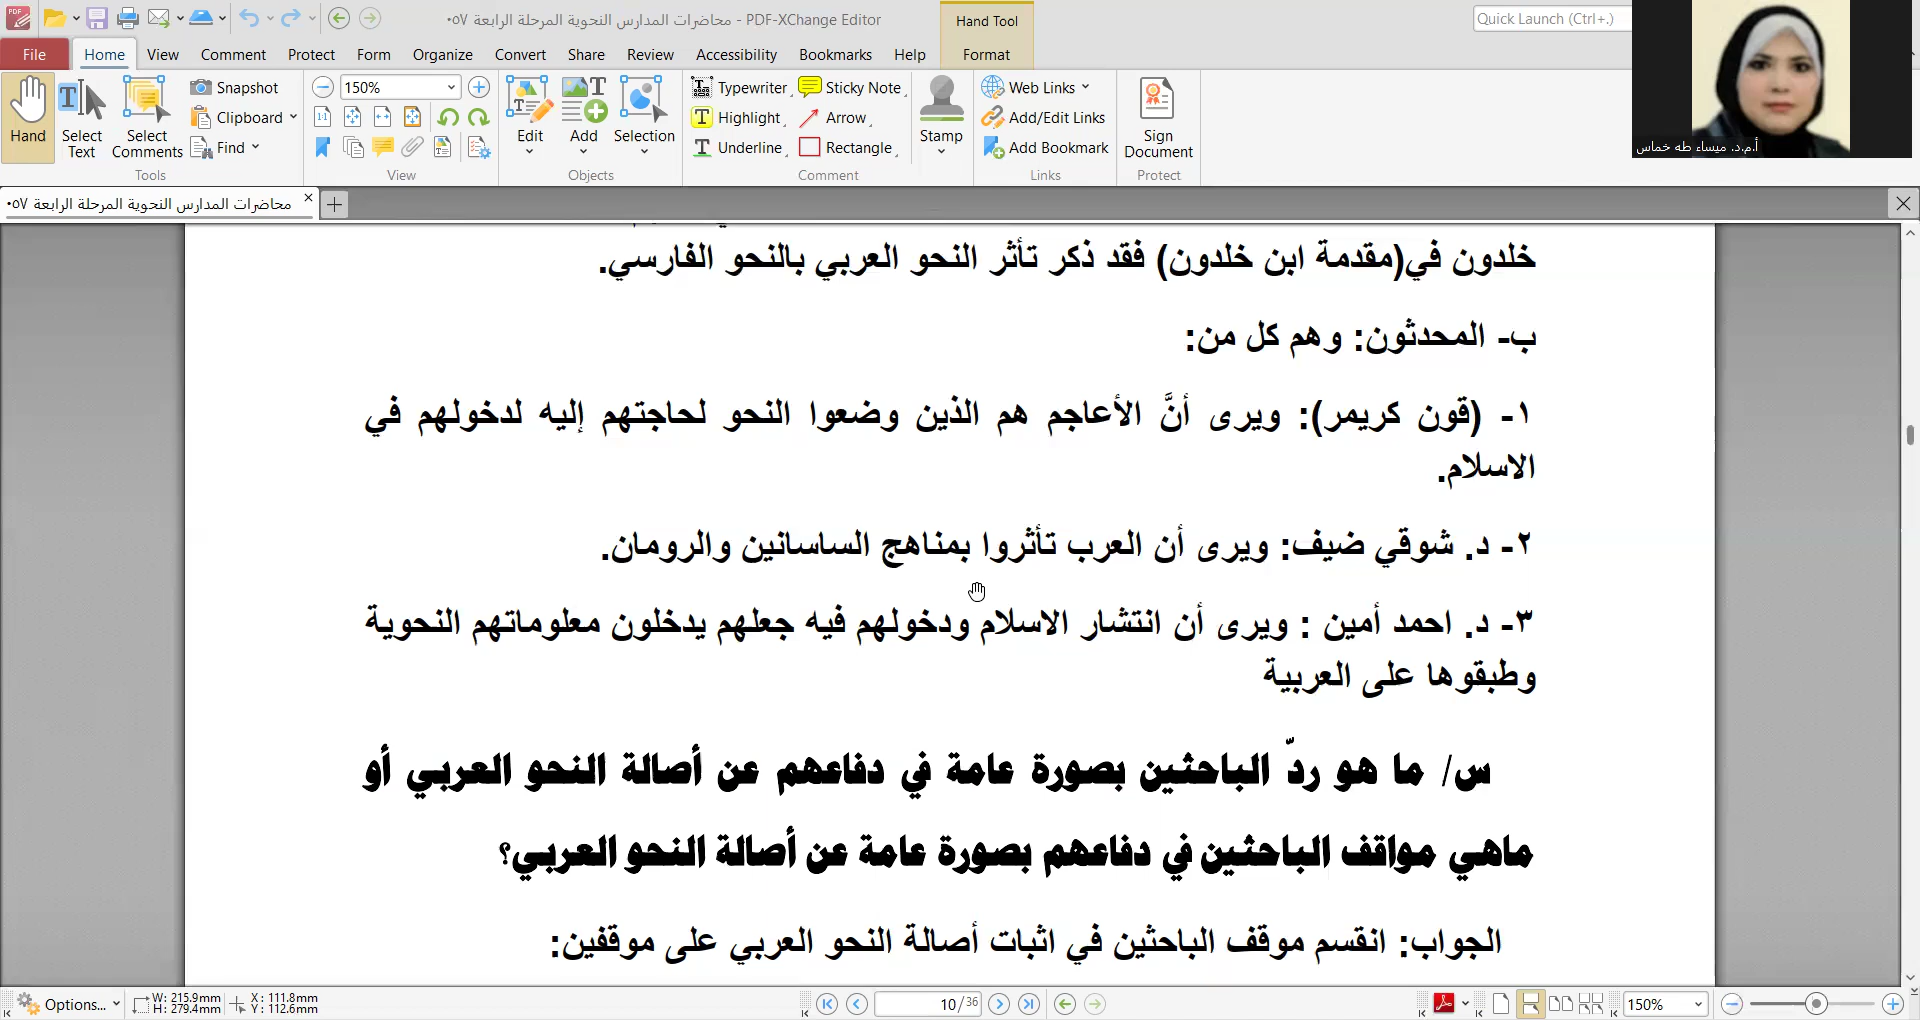 محاضرات المدارس النحوية المرحلة الرابعة ٠٥٧ - PDF-XChange Editor
Hand Tool
Quick Launch (Ctrl+.)
File Home View Comment Protect Form Organize Convert Share Review Accessibility Bookmarks Help Format
Hand
Select Text
Select Comments
Snapshot
Clipboard
Find
Tools
150%
View
Edit
Add
Selection
Objects
Typewriter
Sticky Note
Highlight
Arrow
Underline
Rectangle
Comment
Stamp
Web Links
Add/Edit Links
Add Bookmark
Links
Sign Document
Protect
أ.م.د. ميساء طه خماس
محاضرات المدارس النحوية المرحلة الرابعة ٠٥٧
خلدون في(مقدمة ابن خلدون) فقد ذكر تأثر النحو العربي بالنحو الفارسي.
ب- المحدثون: وهم كل من:
١- (قون كريمر): ويرى أنَّ الأعاجم هم الذين وضعوا النحو لحاجتهم إليه لدخولهم في
الاسلام.
٢- د. شوقي ضيف: ويرى أن العرب تأثروا بمناهج الساسانين والرومان.
٣- د. احمد أمين : ويرى أن انتشار الاسلام ودخولهم فيه جعلهم يدخلون معلوماتهم النحوية
وطبقوها على العربية
س/ ما هو ردّ الباحثين بصورة عامة في دفاعهم عن أصالة النحو العربي أو
ماهي مواقف الباحثين في دفاعهم بصورة عامة عن أصالة النحو العربي؟
الجواب: انقسم موقف الباحثين في اثبات أصالة النحو العربي على موقفين:
Options...
W: 215.9mm
H: 279.4mm
X: 111.8mm
Y: 112.6mm
10 / 36
150%